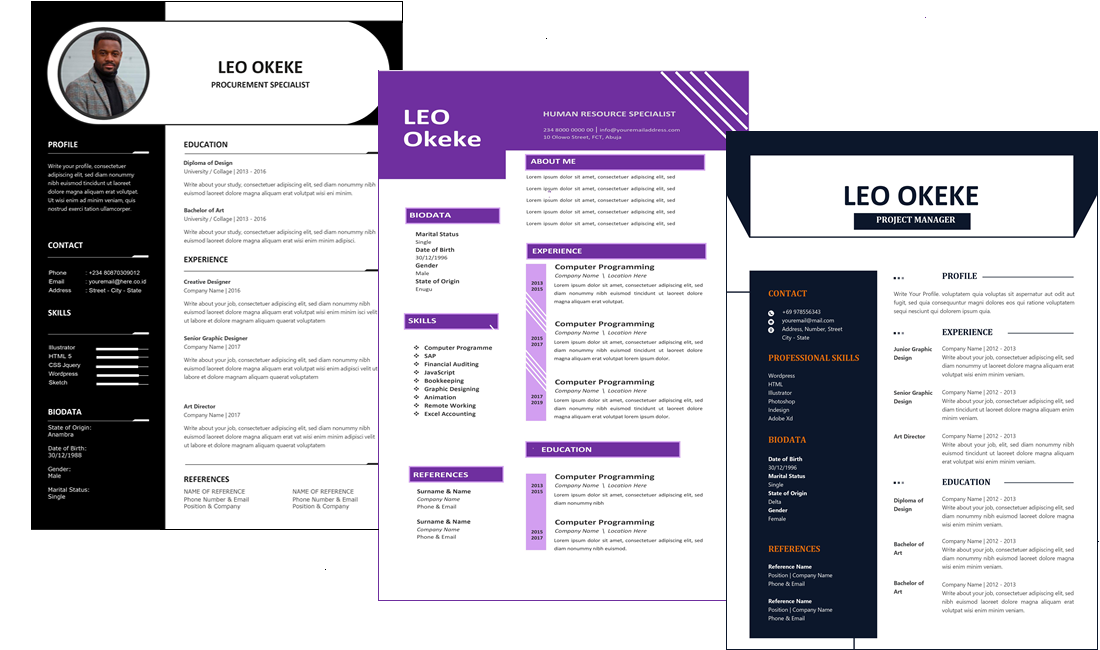 LEO OKEKE
PROCUREMENT SPECIALIST
PROFILE
Write your profile, consectetuer
adipiscing elit, sed diam nonummy
nibh euismod tincidunt ut laoreet
dolore magna aliquam erat volutpat.
Ut wisi enim ad minim veniam, quis
nostrud exerci tation ullamcorper.
CONTACT
Phone : +234 80870309012
Email : youremail@here.co.id
Address : Street - City - State
SKILLS
Illustrator
HTML 5
CSS Jquery
Wordpress
Sketch
BIODATA
State of Origin:
Anambra
Date of Birth:
30/12/1988
Gender:
Male
Marital Status:
Single
EDUCATION
Diploma of Design
University / Collage | 2013 - 2016
Write about your study, consectetuer adipiscing elit, sed diam nonummy nibh
euismod laoreet dolore magna aliquam erat volutpat wisi eni minim.
Bachelor of Art
University / Collage | 2013 - 2016
Write about your study, consectetuer adipiscing elit, sed diam nonummy nibh
euismod laoreet dolore magna aliquam erat wisi enim minim adipisci.
EXPERIENCE
Creative Designer
Company Name | 2016
Write about your job, consectetuer adipiscing elit, sed diam nonummy nibh
euismod laoreet dolore magna aliquam erat wisi enim minim adipisci velit
ut labore et dolore magnam aliquam quaerat voluptatem
Senior Graphic Designer
Company Name | 2017
Write about your job, consectetuer adipiscing elit, sed diam nonummy nibh
euismod laoreet dolore magna aliquam erat wisi enim minim adipisci velit ut
labore et dolore magnam aliquam quaerat voluptatem
Art Director
Company Name | 2017
Write about your job, consectetuer adipiscing elit, sed diam nonummy nibh
euismod laoreet dolore magna aliquam erat wisi enim minim adipisci velit
ut labore et dolore magnam aliquam quaerat voluptatem
REFERENCES
NAME OF REFERENCE NAME OF REFERENCE
Phone Number & Email Phone Number & Email
Position & Company Position & Company
LEO
Okeke
HUMAN RESOURCE SPECIALIST
234 8000 0000 00 | info@youremailaddress.com
10 Olowo Street, FCT, Abuja
BIODATA
Marital Status
Single
Date of Birth
30/12/1996
Gender
Male
State of Origin
Enugu
SKILLS
❖ Computer Programme
❖ SAP
❖ Financial Auditing
❖ JavaScript
❖ Bookkeeping
❖ Graphic Designing
❖ Animation
❖ Remote Working
❖ Excel Accounting
REFERENCES
Surname & Name
Company Name
Phone & Email
Surname & Name
Company Name
Phone & Email
ABOUT ME
Lorem ipsum dolor sit amet, consectetur adipiscing elit, sed
Lorem ipsum dolor sit amet, consectetur adipiscing elit, sed
Lorem ipsum dolor sit amet, consectetur adipiscing elit, sed
Lorem ipsum dolor sit amet, consectetur adipiscing elit, sed
Lorem ipsum dolor sit amet, consectetur adipiscing elit, sed
EXPERIENCE
2013
2015
Computer Programming
Company Name \ Location Here
Lorem ipsum dolor sit amet, consectetuer adipiscing elit, sed
diam nonummy nibh euismod tincidunt ut laoreet dolore
magna aliquam erat volutpat.
2015
2017
Computer Programming
Company Name \ Location Here
Lorem ipsum dolor sit amet, consectetuer adipiscing elit, sed
diam nonummy nibh euismod tincidunt ut laoreet dolore
magna aliquam erat volutpat lorem ipsum dolor.
2017
2019
Computer Programming
Company Name \ Location Here
Lorem ipsum dolor sit amet, consectetuer adipiscing elit, sed
diam nonummy nibh euismod tincidunt ut laoreet dolore
magna aliquam erat volutpat lorem ipsum dolor sit.
EDUCATION
2013
2015
Computer Programming
Company Name \ Location Here
Lorem ipsum dolor sit amet, consectetuer adipiscing elit, sed
diam nonummy nibh
2015
2017
Computer Programming
Company Name \ Location Here
Lorem ipsum dolor sit amet, consectetuer adipiscing elit, sed
diam nonummy nibh euismod.
LEO OKEKE
PROJECT MANAGER
CONTACT
+69 978556343
youremail@mail.com
Address, Number, Street
City - State
PROFESSIONAL SKILLS
Wordpress
HTML
Illustrator
Photoshop
Indesign
Adobe Xd
BIODATA
Date of Birth
30/12/1996
Marital Status
Single
State of Origin
Delta
Gender
Female
REFERENCES
Reference Name
Position | Company Name
Phone & Email
Reference Name
Position | Company Name
Phone & Email
PROFILE
Write Your Profile. voluptatem quia voluptas sit aspernatur aut odit aut
fugit, sed quia consequuntur magni dolores eos qui ratione voluptatem
sequi nesciunt qui dolorem ipsum quia.
EXPERIENCE
Junior Graphic
Design
Company Name | 2012 - 2013
Write about your job, consectetuer adipiscing elit, sed
diam nonummy nibh euismod laoreet dolore magna
volutpat wisi enim minim veniam.
Senior Graphic
Design
Company Name | 2012 - 2013
Write about your job, consectetuer adipiscing elit, sed
diam tincidunt ut laoreet dolore magna aliquam enim
minim veniam.
Art Director
Company Name | 2012 - 2013
Write about your job, elit, sed diam nonummy nibh
euismod tincidunt ut laoreet dolore magna aliquam
erat volutpat wisi enim minim veniam.
EDUCATION
Diploma of
Design
Company Name | 2012 - 2013
Write about your job, consectetuer adipiscing elit, sed
diam nonummy nibh euismod laoreet dolore magna
erat wisi enim minim veniam.
Bachelor of
Art
Company Name | 2012 - 2013
Write about your job, consectetuer adipiscing elit, sed
diam nonummy nibh euismod laoreet dolore magna
aliquam erat volutpat wisi enim minim veniam.
Bachelor of
Art
Company Name | 2012 - 2013
Write about your job, consectetuer adipiscing elit, sed
nibh euismod magna laoreet dolore magna
aliquam erat volutpat wisi enim minim veniam.